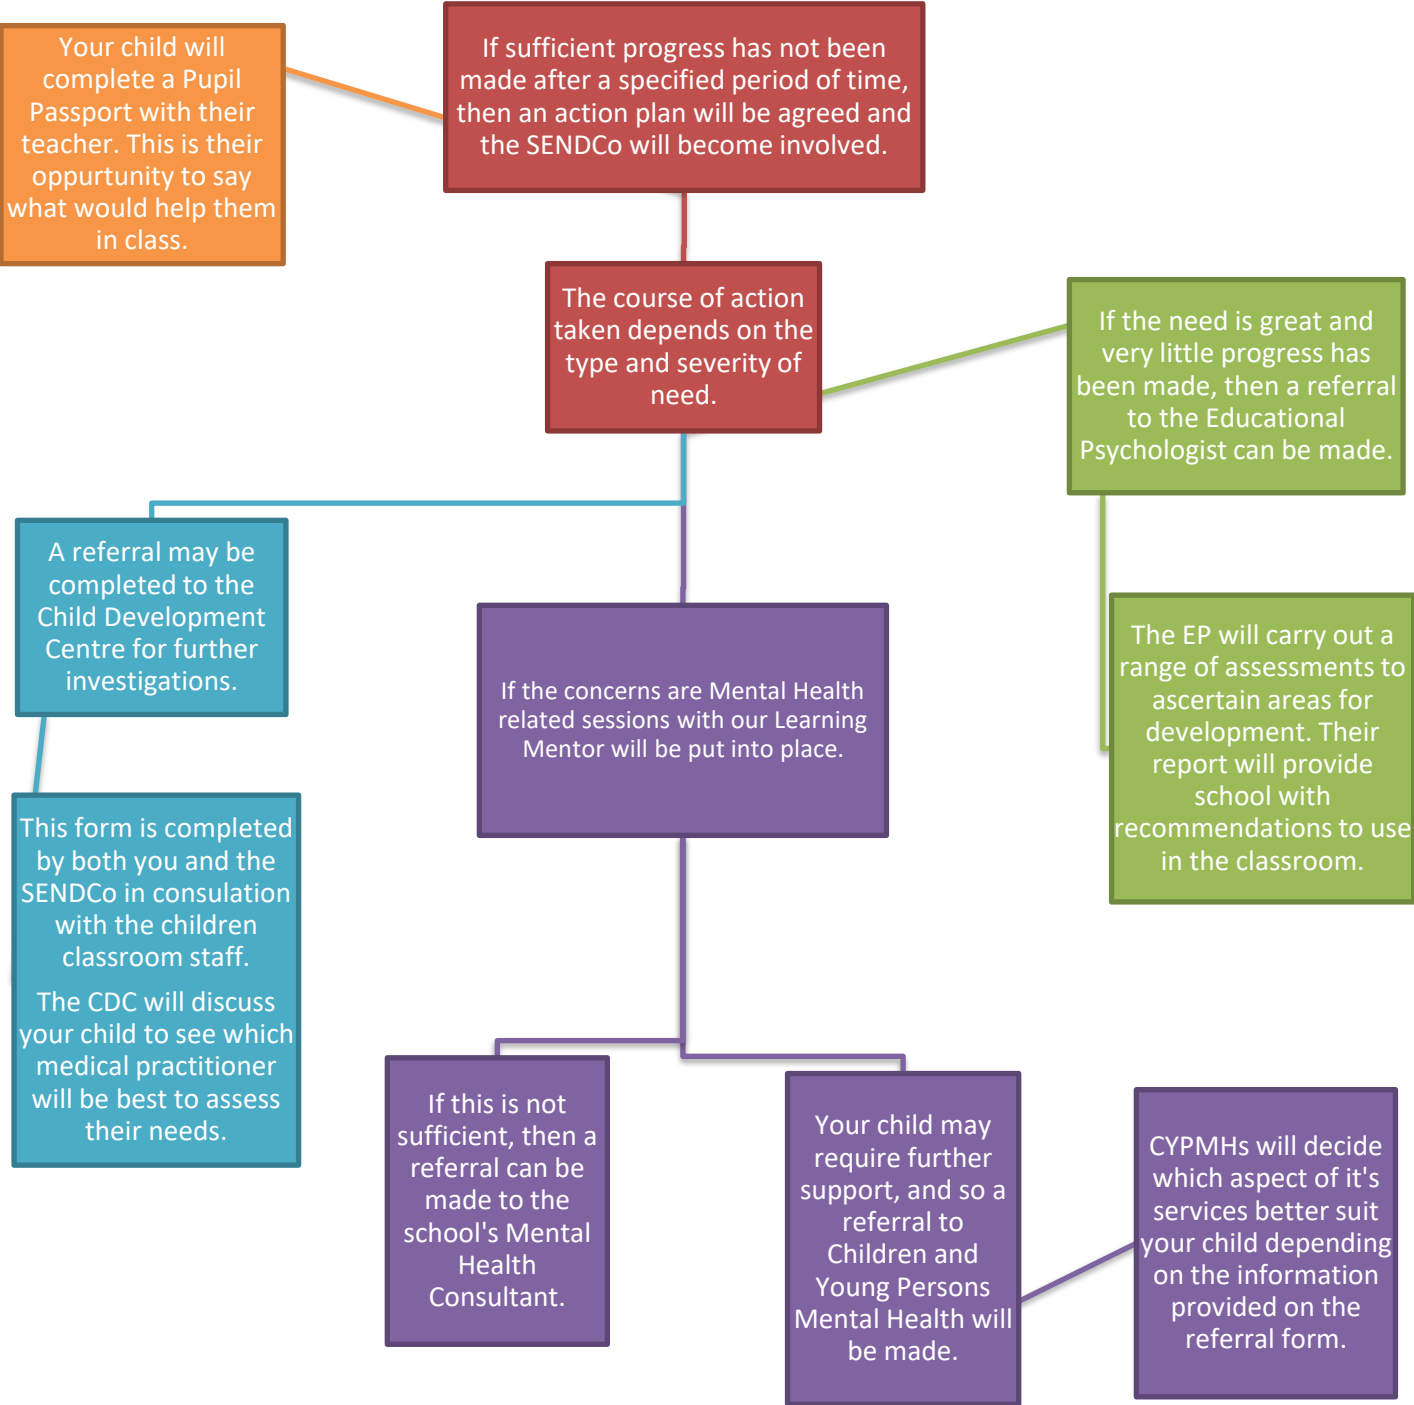 Your child will
complete a Pupil
Passport with their
teacher. This is their
oppurtunity to say
what would help them
in class.
If sufficient progress has not been
made after a specified period of time,
then an action plan will be agreed and
the SENDCo will become involved.
The course of action
taken depends on the
type and severity of
need.
If the need is great and
very little progress has
been made, then a referral
to the Educational
Psychologist can be made.
The EP will carry out a
range of assessments to
ascertain areas for
development. Their
report will provide
school with
recommendations to use
in the classroom.
A referral may be
completed to the
Child Development
Centre for further
investigations.
This form is completed
by both you and the
SENDCo in consulation
with the children
classroom staff.
The CDC will discuss
your child to see which
medical practitioner
will be best to assess
their needs.
If the concerns are Mental Health
related sessions with our Learning
Mentor will be put into place.
If this is not
sufficient, then a
referral can be
made to the
school's Mental
Health
Consultant.
Your child may
require further
support, and so a
referral to
Children and
Young Persons
Mental Health will
be made.
CYPMHs will decide
which aspect of it's
services better suit
your child depending
on the information
provided on the
referral form.